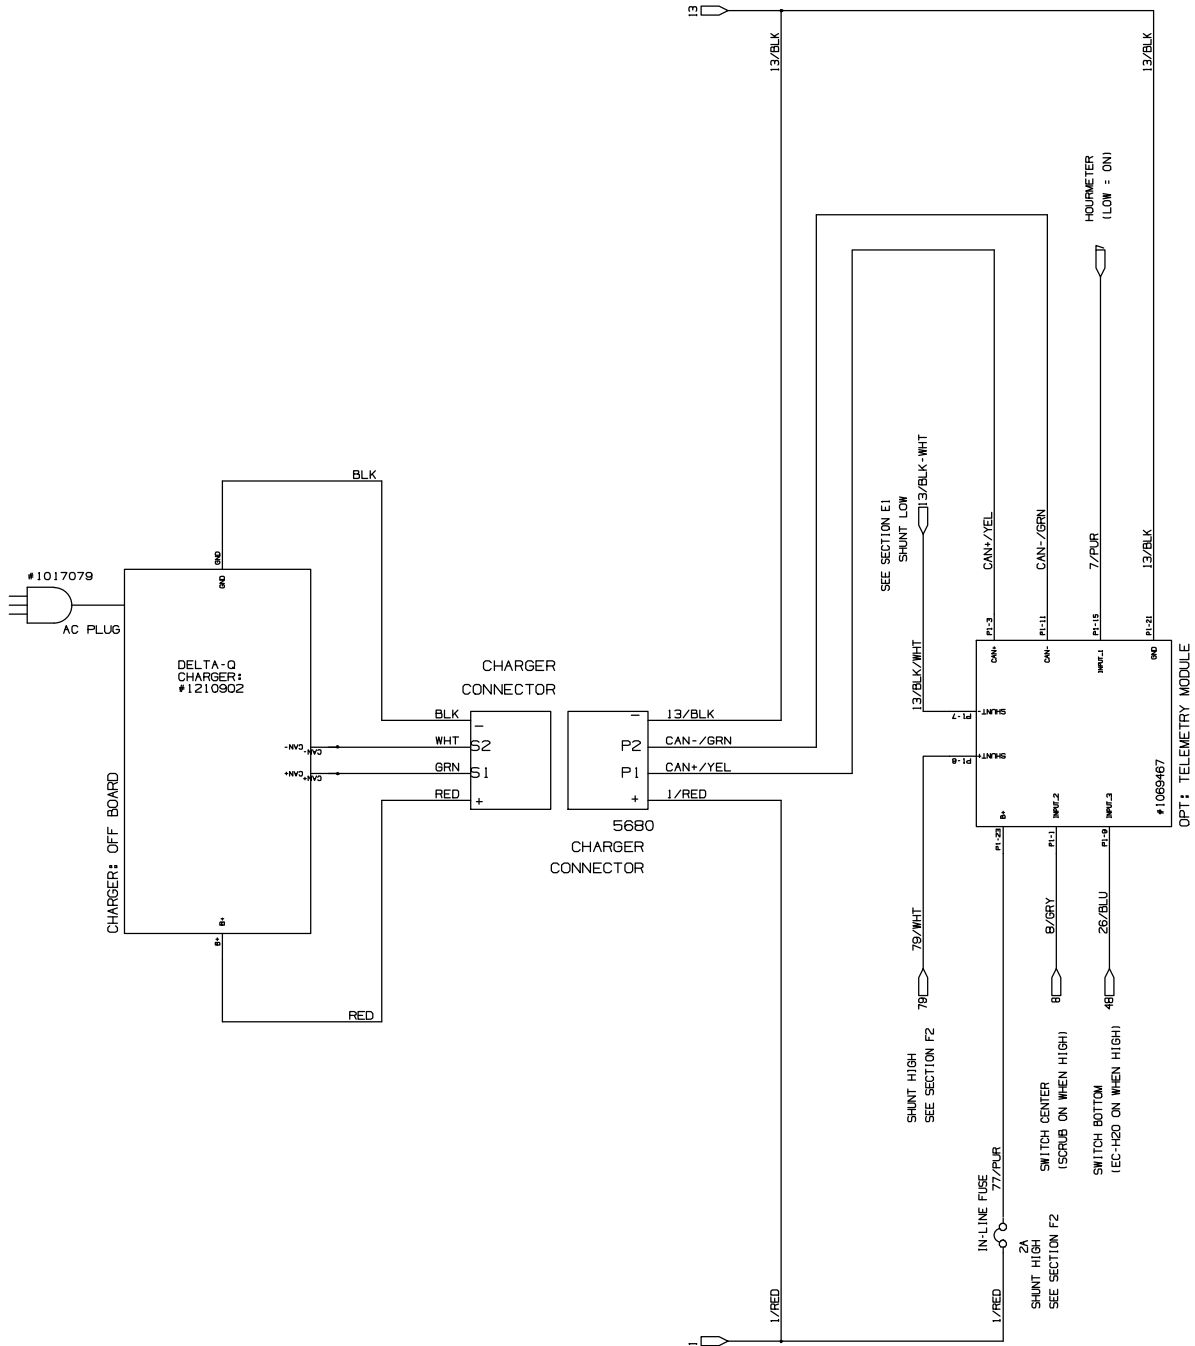 13
13/BLK
13/BLK
HOURMETER
(LOW = ON)
7
BLK
13/BLK-WHT
SEE SECTION E1
SHUNT LOW
#1017079
AC PLUG
GND
GND
CAN+/YEL
CAN-/GRN
7/PUR
13/BLK
DELTA-Q
CHARGER:
#1210902
CHARGER
CONNECTOR
P1-3
P1-11
P1-15
P1-21
CAN+
CAN-
INPUT_1
GND
13/BLK/WHT
BLK
-
-
13/BLK
SHUNT-
P1-7
CAN-
CAN-
WHT
S2
P2
CAN-/GRN
SHUNT+
P1-8
CAN+
CAN+
GRN
S1
P1
CAN+/YEL
RED
+
+
1/RED
#1069467
OPT: TELEMETRY MODULE
CHARGER: OFF BOARD
5680
CHARGER
CONNECTOR
B+
INPUT_2
INPUT_3
P1-23
P1-1
P1-9
B+
B+
79/WHT
8/GRY
26/BLU
RED
79
8
48
SHUNT HIGH
SEE SECTION F2
SWITCH CENTER
(SCRUB ON WHEN HIGH)
SWITCH BOTTOM
(EC-H2O ON WHEN HIGH)
77/PUR
IN-LINE FUSE
2A
SHUNT HIGH
SEE SECTION F2
1/RED
1/RED
1